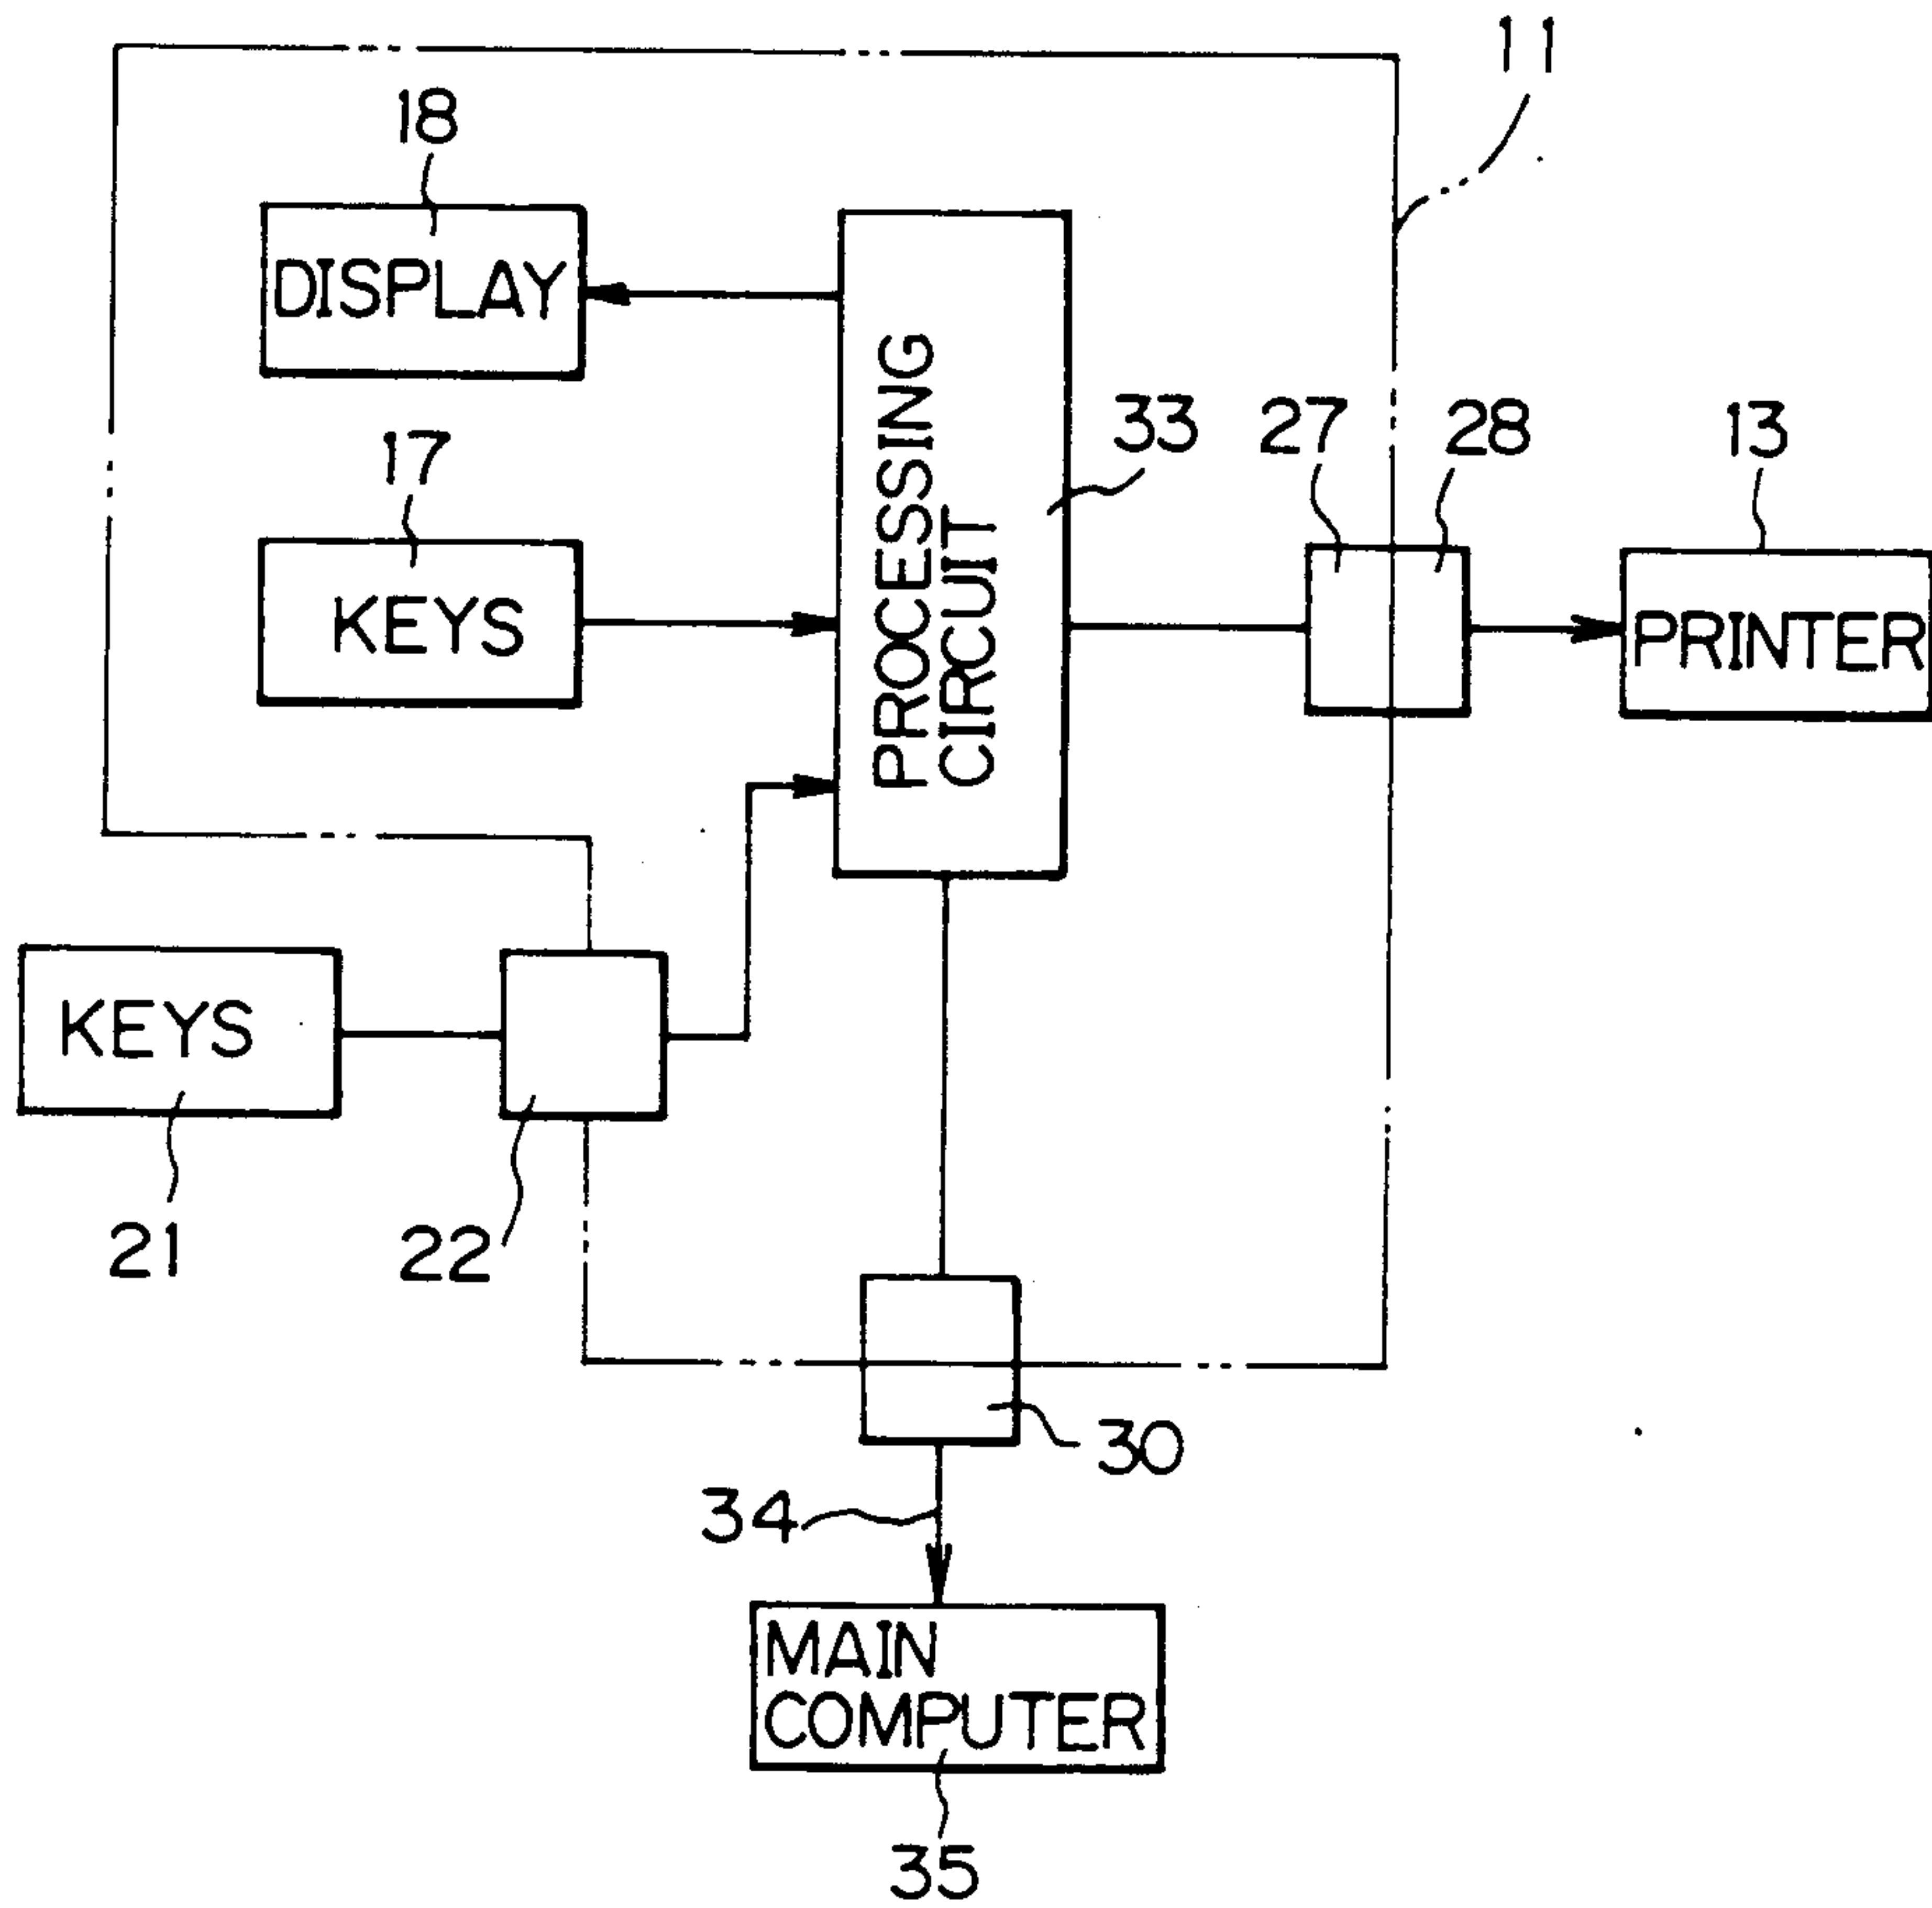 11
18
DISPLAY
17
KEYS
PROCESSING
CIRCUIT
33
27
28
13
PRINTER
KEYS
21
22
30
34
MAIN
COMPUTER
35